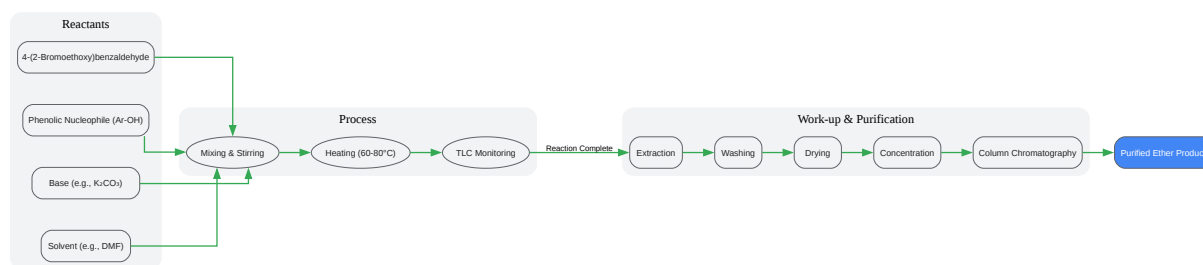 Reactants
4-(2-Bromoethoxy)benzaldehyde
Phenolic Nucleophile (Ar-OH)
Base (e.g., K₂CO₃)
Solvent (e.g., DMF)
Process
Mixing & Stirring
Heating (60-80°C)
TLC Monitoring
Reaction Complete
Work-up & Purification
Extraction
Washing
Drying
Concentration
Column Chromatography
Purified Ether Produc